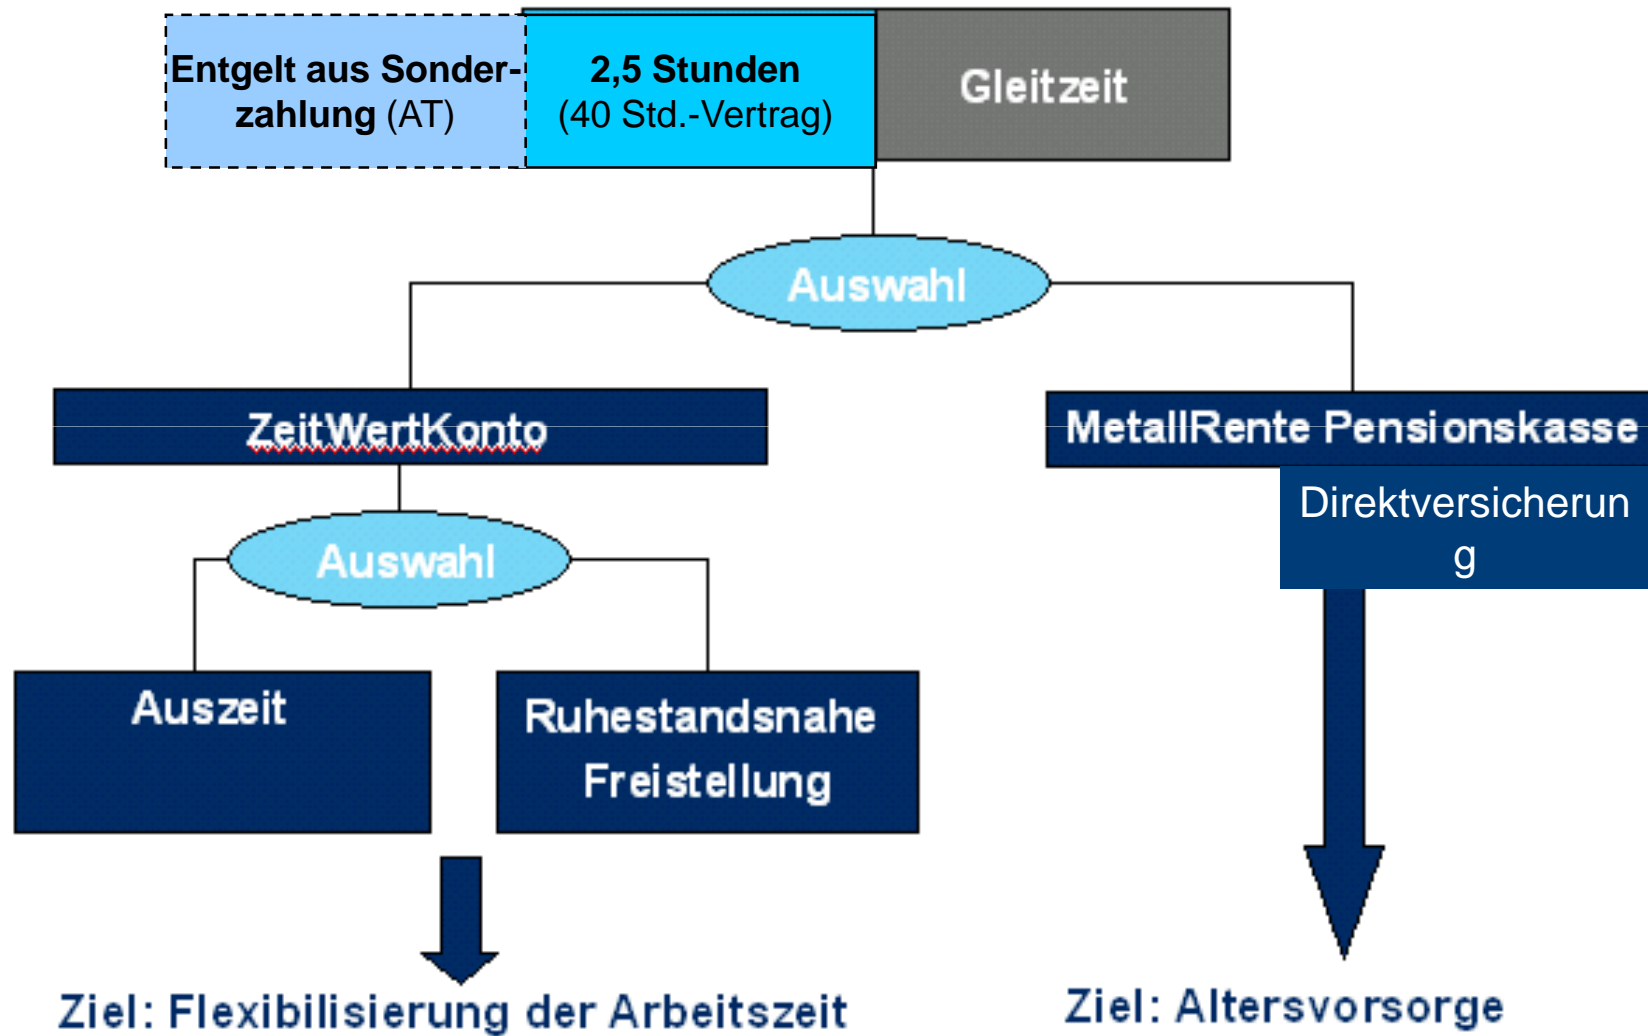 Entgelt aus Sonder-
zahlung (AT)
2,5 Stunden
(40 Std.-Vertrag)
Gleitzeit
Auswahl
ZeitWertKonto
MetallRente Pensionskasse
Direktversicherun
g
Auswahl
Auszeit
Ruhestandsnahe
Freistellung
Ziel: Flexibilisierung der Arbeitszeit
Ziel: Altersvorsorge